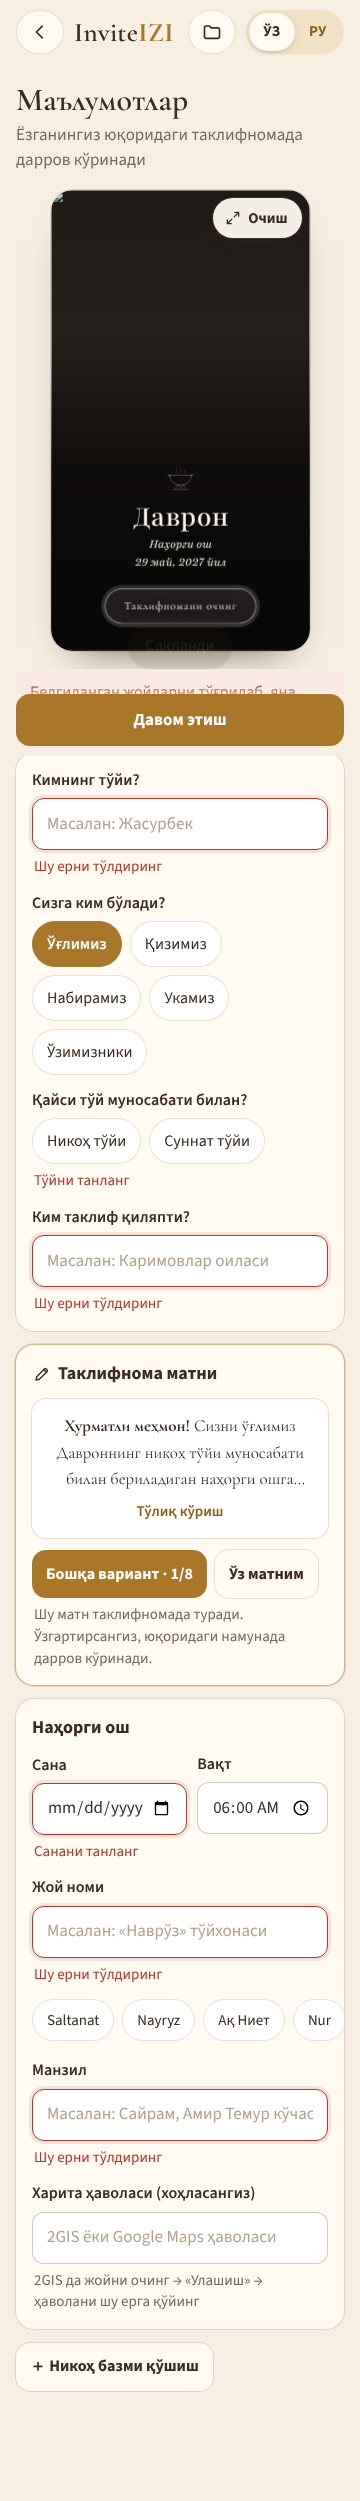 InviteIZI
ЎЗ
РУ
Маълумотлар
Ёзганингиз юқоридаги таклифномада
дарров кўринади
Очиш
Даврон
Наҳорги ош
29 май, 2027 йил
Таклифномани очинг
Сақланди
Белгиланган жойларни тўғрилаб, яна
Давом этиш
Кимнинг тўйи?
Масалан: Жасурбек
Шу ерни тўлдиринг
Сизга ким бўлади?
Ўғлимиз
Қизимиз
Набирамиз
Укамиз
Ўзимизники
Қайси тўй муносабати билан?
Никоҳ тўйи
Суннат тўйи
Тўйни танланг
Ким таклиф қиляпти?
Масалан: Каримовлар оиласи
Шу ерни тўлдиринг
Таклифнома матни
Ҳурматли меҳмон! Сизни ўғлимиз
Давроннинг никоҳ тўйи муносабати
билан бериладиган наҳорги ошга...
Тўлиқ кўриш
Бошқа вариант · 1/8
Ўз матним
Шу матн таклифномада туради.
Ўзгартирсангиз, юқоридаги намунада
дарров кўринади.
Наҳорги ош
Сана
Вақт
mm/dd/yyyy
06:00 AM
Санани танланг
Жой номи
Масалан: «Наврўз» тўйхонаси
Шу ерни тўлдиринг
Saltanat
Nayryz
Ақ Ниет
Nur
Манзил
Масалан: Сайрам, Амир Темур кўчас
Шу ерни тўлдиринг
Харита ҳаволаси (хоҳласангиз)
2GIS ёки Google Maps ҳаволаси
2GIS да жойни очинг → «Улашиш» →
ҳаволани шу ерга қўйинг
+ Никоҳ базми қўшиш